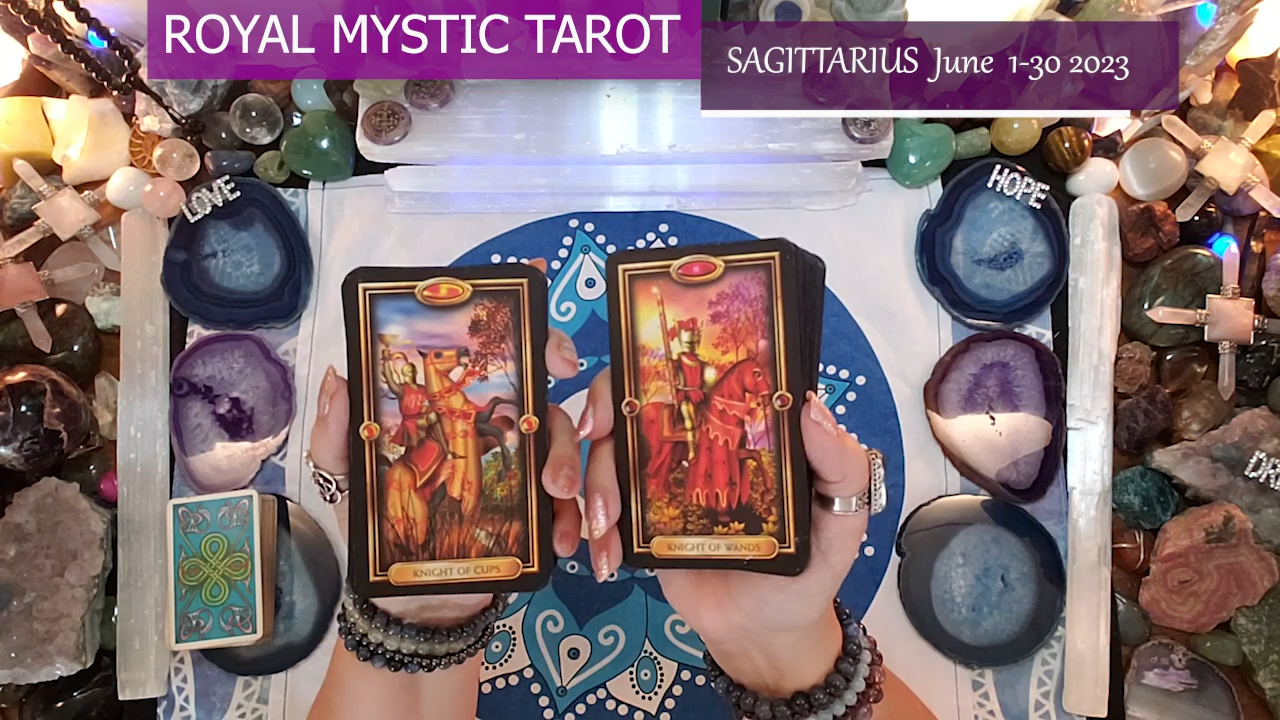 ROYAL MYSTIC TAROT
SAGITTARIUS June 1-30 2023
LOVE
HOPE
KNIGHT OF CUPS
KNIGHT OF WANDS